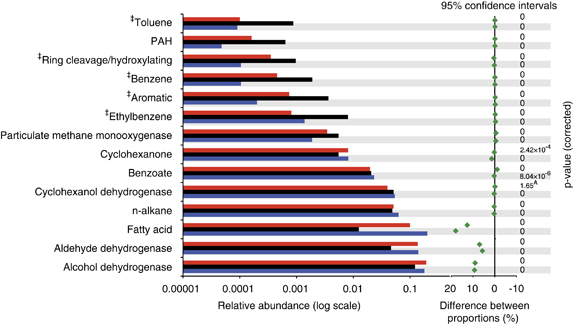 95% confidence intervals
‡Toluene 0
0
PAH 0
0
‡Ring cleavage/hydroxylating 0
0
‡Benzene 0
0
‡Aromatic 0
0
‡Ethylbenzene 0
0
Particulate methane monooxygenase 0
0
Cyclohexanone 2.42×10⁻⁴
0
Benzoate 0
8.04×10⁻⁶
Cyclohexanol dehydrogenase 1.65ᴬ
0
n-alkane 0
0
Fatty acid 0
0
Aldehyde dehydrogenase 0
0
Alcohol dehydrogenase 0
0
p-value (corrected)
0.00001 0.0001 0.001 0.01 0.1 20 10 0 -10
Relative abundance (log scale)
Difference between
proportions (%)